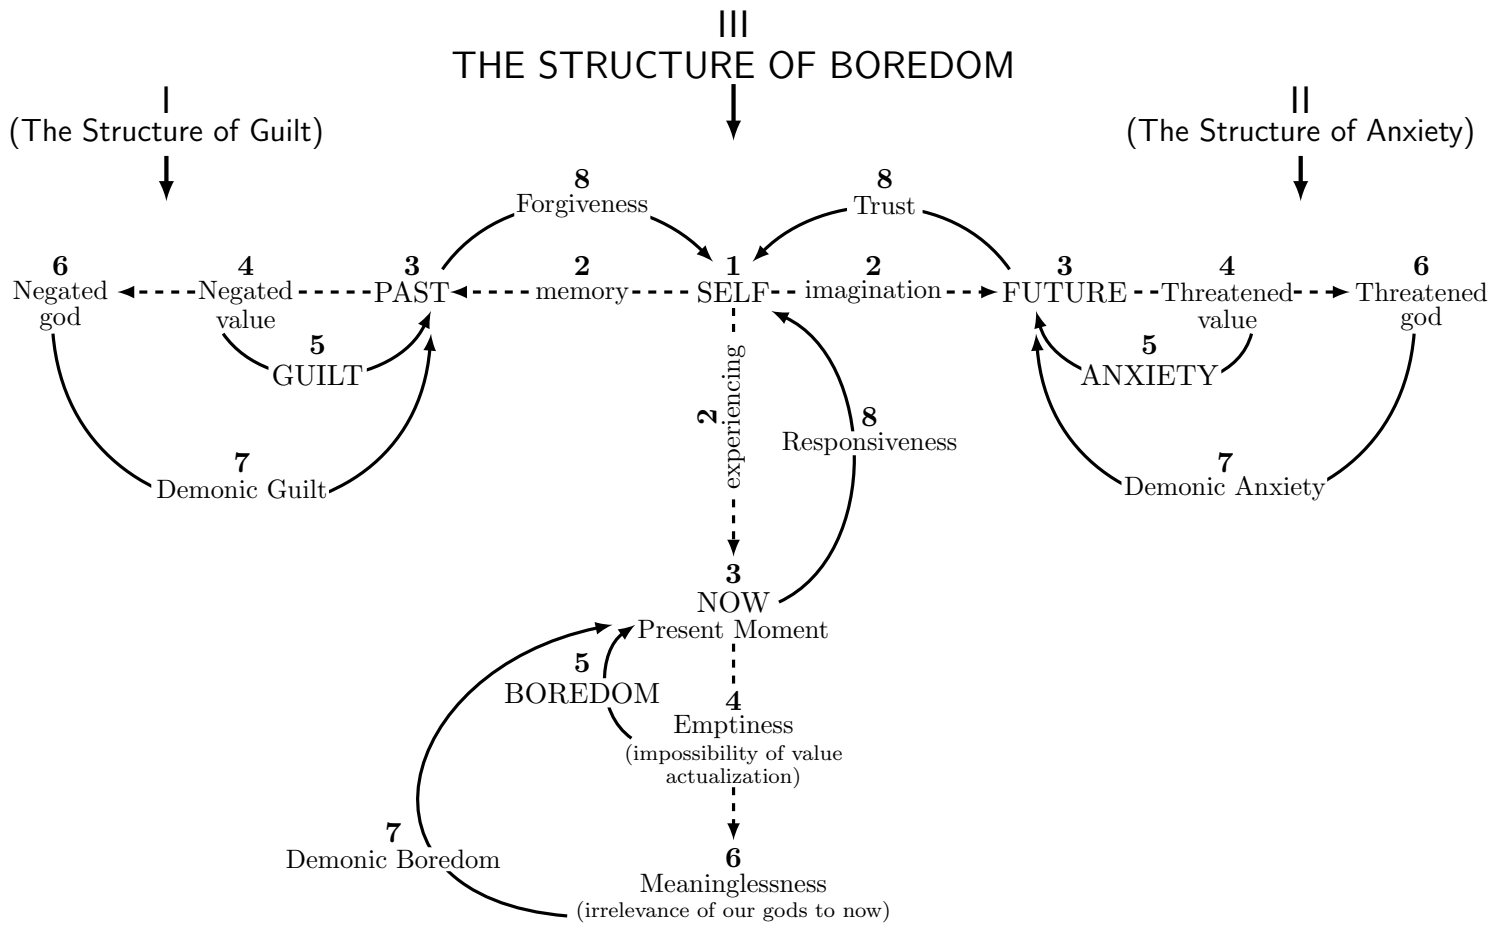 III
THE STRUCTURE OF BOREDOM
I
(The Structure of Guilt)
II
(The Structure of Anxiety)
8
Forgiveness
8
Trust
6
Negated
god
4
Negated
value
3
PAST
2
memory
1
SELF
2
imagination
3
FUTURE
4
Threatened
value
6
Threatened
god
5
GUILT
5
ANXIETY
7
Demonic Guilt
2
experiencing
8
Responsiveness
7
Demonic Anxiety
3
NOW
Present Moment
5
BOREDOM
4
Emptiness
(impossibility of value
actualization)
7
Demonic Boredom
6
Meaninglessness
(irrelevance of our gods to now)